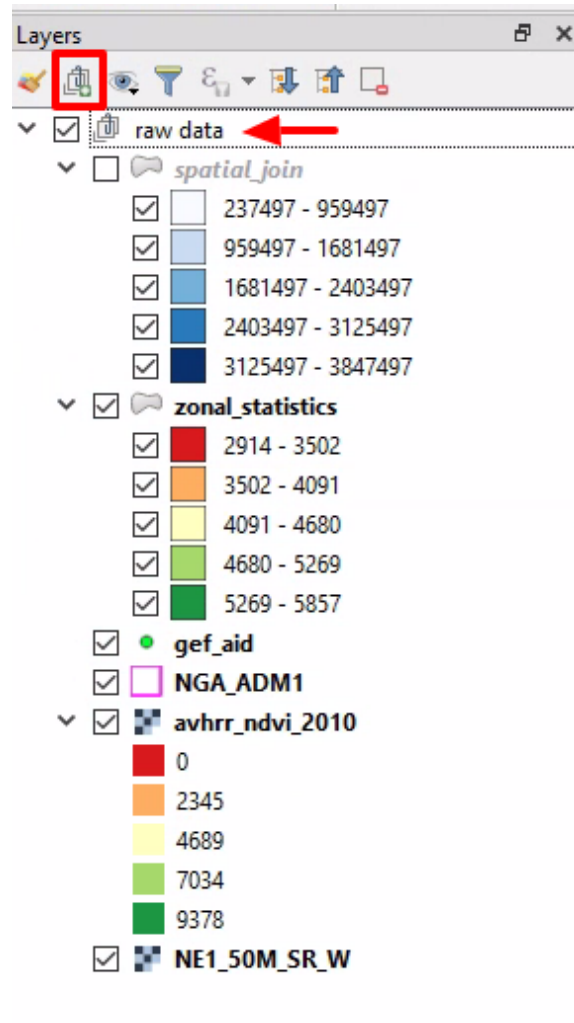 Layers
raw data
spatial_join
237497 - 959497
959497 - 1681497
1681497 - 2403497
2403497 - 3125497
3125497 - 3847497
zonal_statistics
2914 - 3502
3502 - 4091
4091 - 4680
4680 - 5269
5269 - 5857
gef_aid
NGA_ADM1
avhrr_ndvi_2010
0
2345
4689
7034
9378
NE1_50M_SR_W